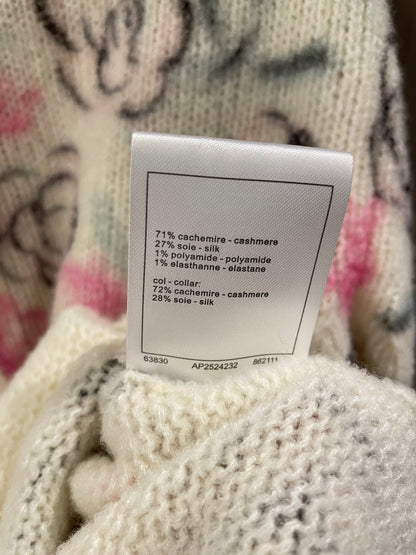 71% cachemire - cashmere
27% soie - silk
1% polyamide - polyamide
1% elasthanne - elastane
col - collar:
72% cachemire - cashmere
28% soie - silk
63830 AP2524232 862111